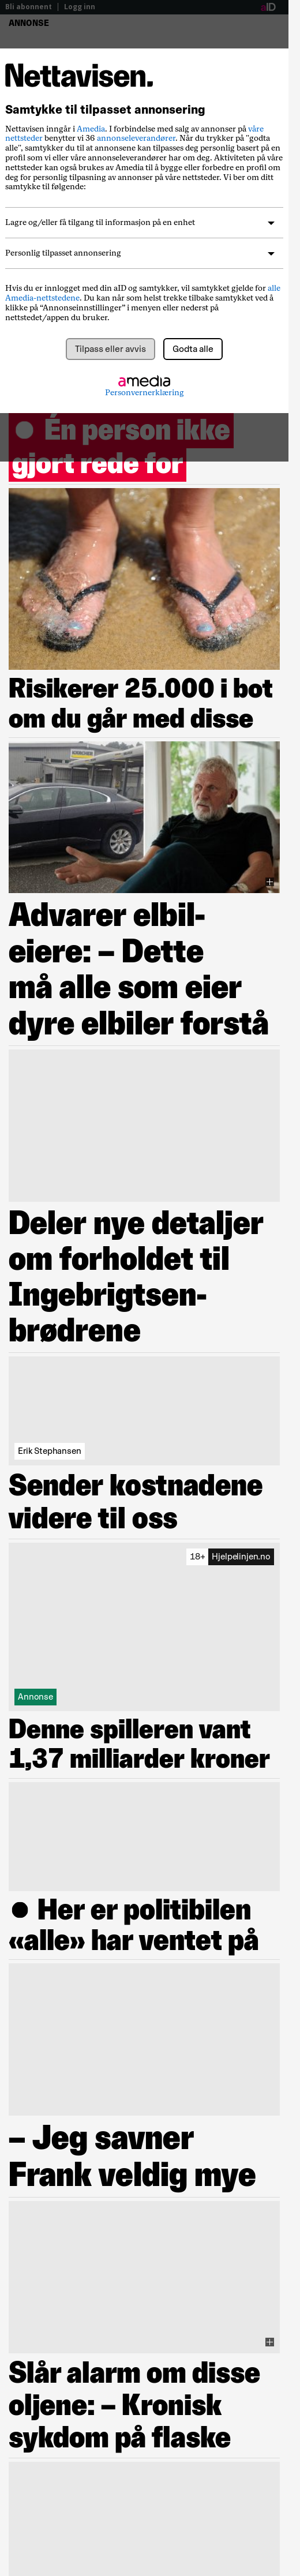 Bli abonnent | Logg inn
aID
ANNONSE
Nettavisen.
Samtykke til tilpasset annonsering
Nettavisen inngår i Amedia. I forbindelse med salg av annonser på våre
nettsteder benytter vi 36 annonseleverandører. Når du trykker på "godta
alle", samtykker du til at annonsene kan tilpasses deg personlig basert på en
profil som vi eller våre annonseleverandører har om deg. Aktiviteten på våre
nettsteder kan også brukes av Amedia til å bygge eller forbedre en profil om
deg for personlig tilpasning av annonser på våre nettsteder. Vi ber om ditt
samtykke til følgende:
Lagre og/eller få tilgang til informasjon på en enhet
Personlig tilpasset annonsering
Hvis du er innlogget med din aID og samtykker, vil samtykket gjelde for alle
Amedia-nettstedene. Du kan når som helst trekke tilbake samtykket ved å
klikke på “Annonseinnstillinger” i menyen eller nederst på
nettstedet/appen du bruker.
Tilpass eller avvis
Godta alle
amedia
Personvernerklæring
● Én person ikke
gjort rede for
Risikerer 25.000 i bot
om du går med disse
Advarer elbil-
eiere: – Dette
må alle som eier
dyre elbiler forstå
Deler nye detaljer
om forholdet til
Ingebrigtsen-
brødrene
Erik Stephansen
Sender kostnadene
videre til oss
18+ Hjelpelinjen.no
Annonse
Denne spilleren vant
1,37 milliarder kroner
● Her er politibilen
«alle» har ventet på
– Jeg savner
Frank veldig mye
Slår alarm om disse
oljene: – Kronisk
sykdom på flaske